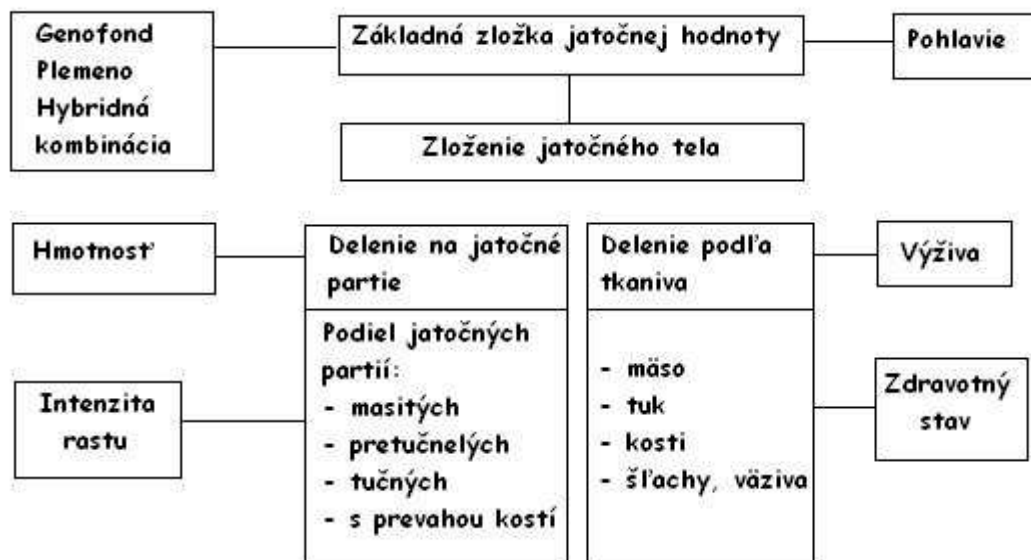 Genofond
Plemeno
Hybridná
kombinácia
Základná zložka jatočnej hodnoty
Pohlavie
Zloženie jatočného tela
Hmotnosť
Delenie na jatočné
partie
Delenie podľa
tkaniva
Výživa
Intenzita
rastu
Podiel jatočných
partií:
- masitých
- pretučnelých
- tučných
- s prevahou kostí
- mäso
- tuk
- kosti
- šľachy, väziva
Zdravotný
stav